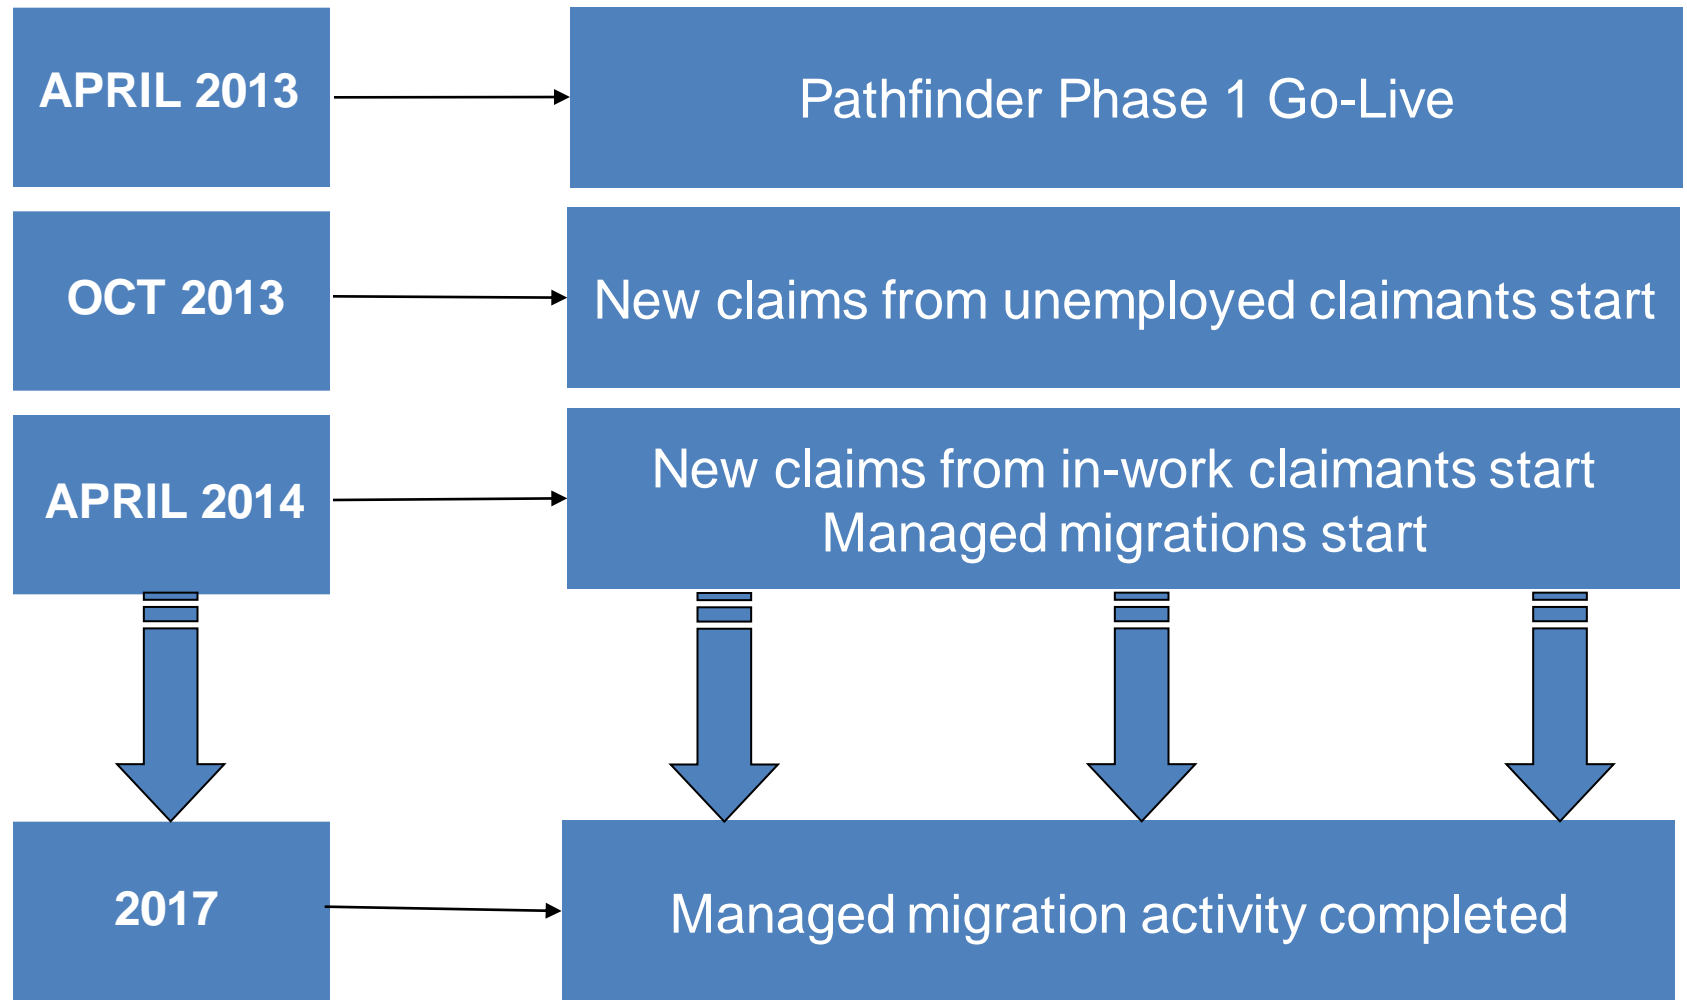 APRIL 2013
Pathfinder Phase 1 Go-Live
OCT 2013
New claims from unemployed claimants start
APRIL 2014
New claims from in-work claimants start
Managed migrations start
2017
Managed migration activity completed